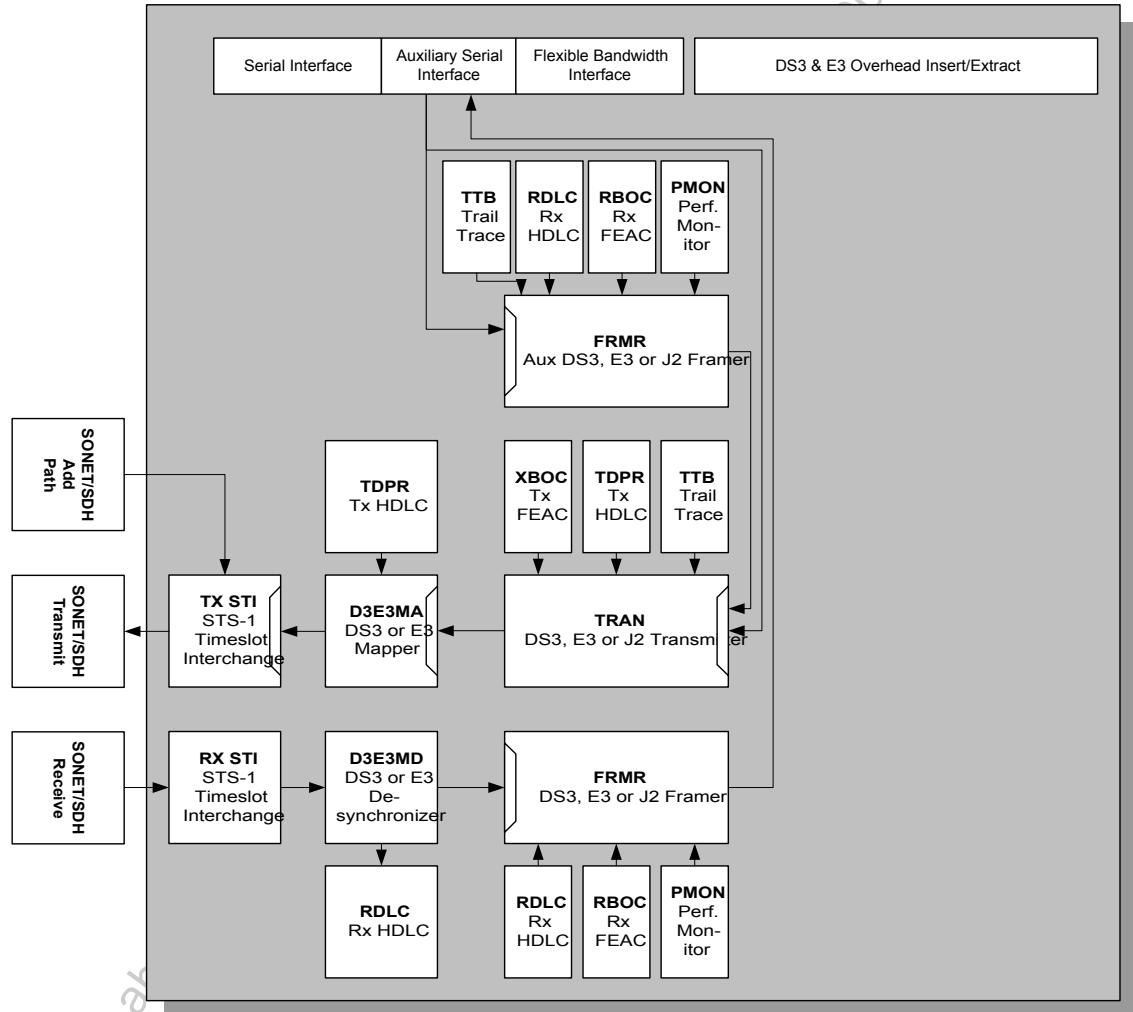 Serial Interface
Auxiliary Serial
Interface
Flexible Bandwidth
Interface
DS3 & E3 Overhead Insert/Extract
TTB
Trail
Trace
RDLC
Rx
HDLC
RBOC
Rx
FEAC
PMON
Perf.
Mon-
itor
FRMR
Aux DS3, E3 or J2 Framer
SONET/SDH
Add
Path
TDPR
Tx HDLC
XBOC
Tx
FEAC
TDPR
Tx
HDLC
TTB
Trail
Trace
SONET/SDH
Transmit
TX STI
STS-1
Timeslot
Interchange
D3E3MA
DS3 or E3
Mapper
TRAN
DS3, E3 or J2 Transmitter
SONET/SDH
Receive
RX STI
STS-1
Timeslot
Interchange
D3E3MD
DS3 or E3
De-
synchronizer
FRMR
DS3, E3 or J2 Framer
RDLC
Rx HDLC
RDLC
Rx
HDLC
RBOC
Rx
FEAC
PMON
Perf.
Mon-
itor